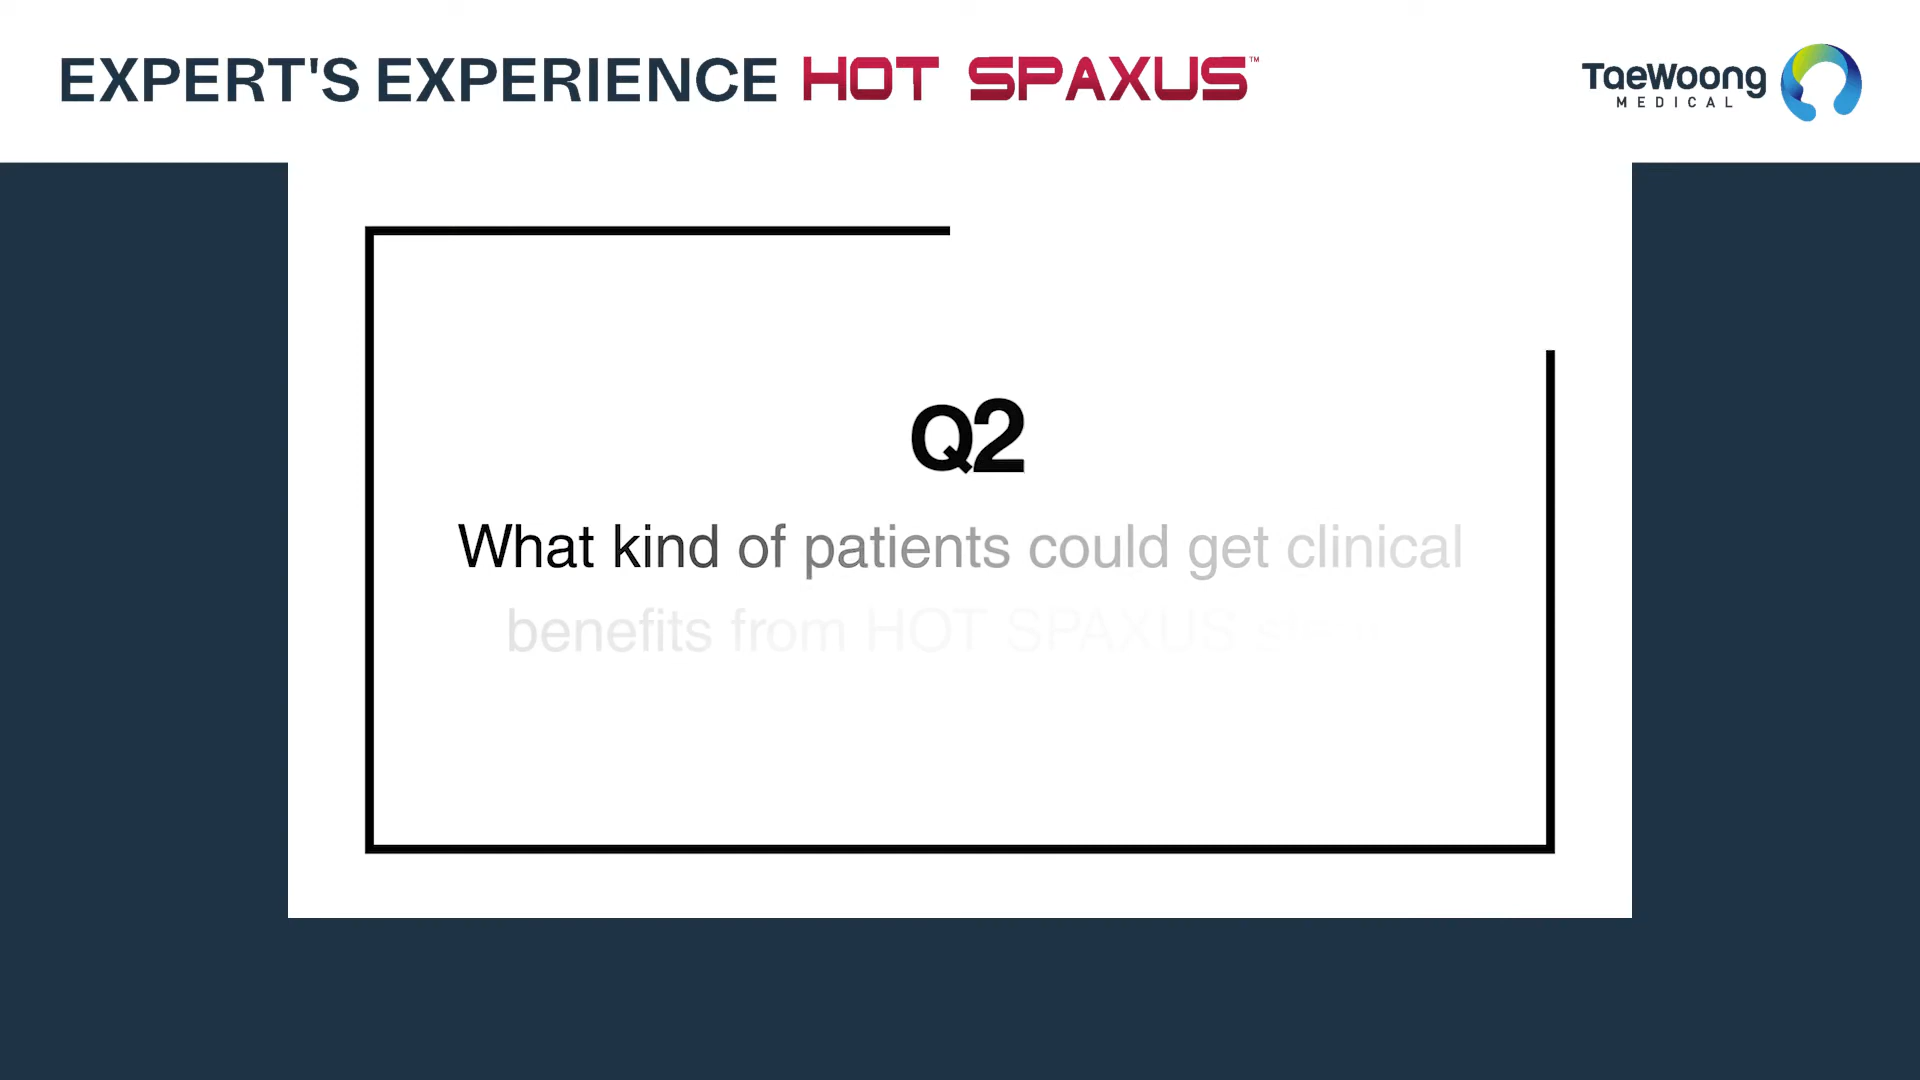 EXPERT'S EXPERIENCE HOT SPAXUS™
TaeWoong
MEDICAL
Q2
What kind of patients could get clinical
benefits from HOT SPAXUS